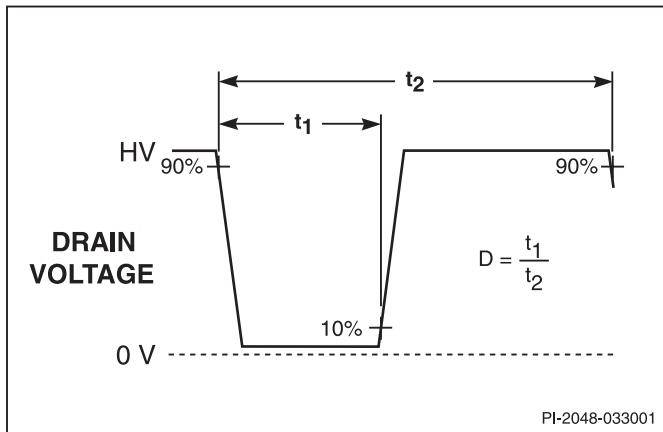 t2
t1
HV
90%
90%
DRAIN
VOLTAGE
D = t1/t2
10%
0 V
PI-2048-033001